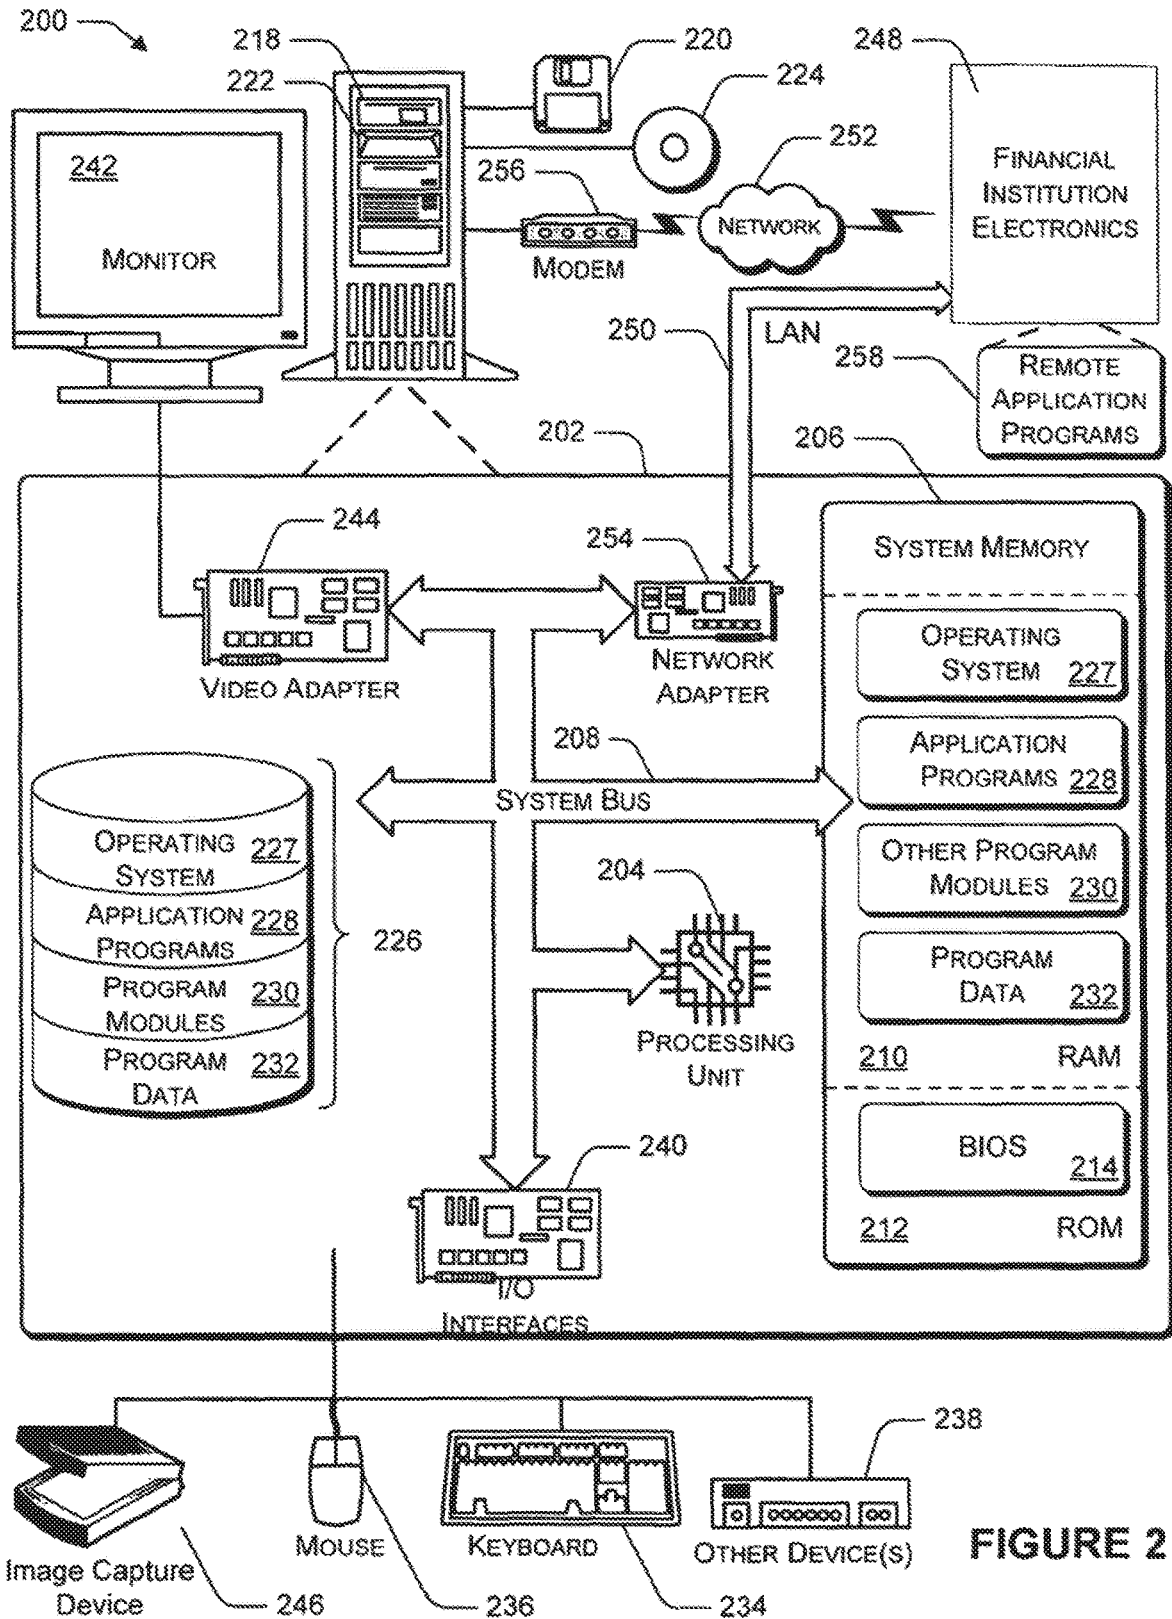 200
218
222
220
224
248
242
MONITOR
256
MODEM
252
NETWORK
FINANCIAL
INSTITUTION
ELECTRONICS
250
LAN
258
REMOTE
APPLICATION
PROGRAMS
202
206
244
VIDEO ADAPTER
254
NETWORK
ADAPTER
SYSTEM MEMORY
OPERATING
SYSTEM 227
APPLICATION
PROGRAMS 228
OTHER PROGRAM
MODULES 230
PROGRAM
DATA 232
210 RAM
BIOS
214
212 ROM
208
SYSTEM BUS
OPERATING
SYSTEM 227
APPLICATION
PROGRAMS 228
PROGRAM
MODULES 230
PROGRAM
DATA 232
226
204
PROCESSING
UNIT
240
I/O
INTERFACES
Image Capture
Device
246
MOUSE
236
KEYBOARD
234
238
OTHER DEVICE(S)
FIGURE 2